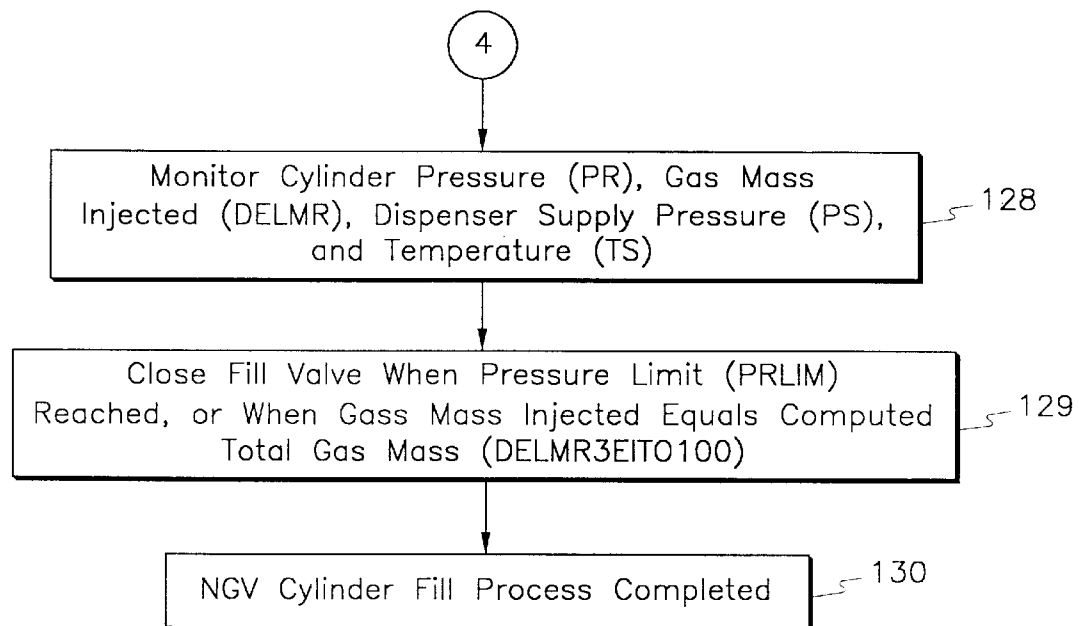 4
Monitor Cylinder Pressure (PR), Gas Mass
Injected (DELMR), Dispenser Supply Pressure (PS),
and Temperature (TS)
128
Close Fill Valve When Pressure Limit (PRLIM)
Reached, or When Gass Mass Injected Equals Computed
Total Gas Mass (DELMR3EITO100)
129
NGV Cylinder Fill Process Completed
130